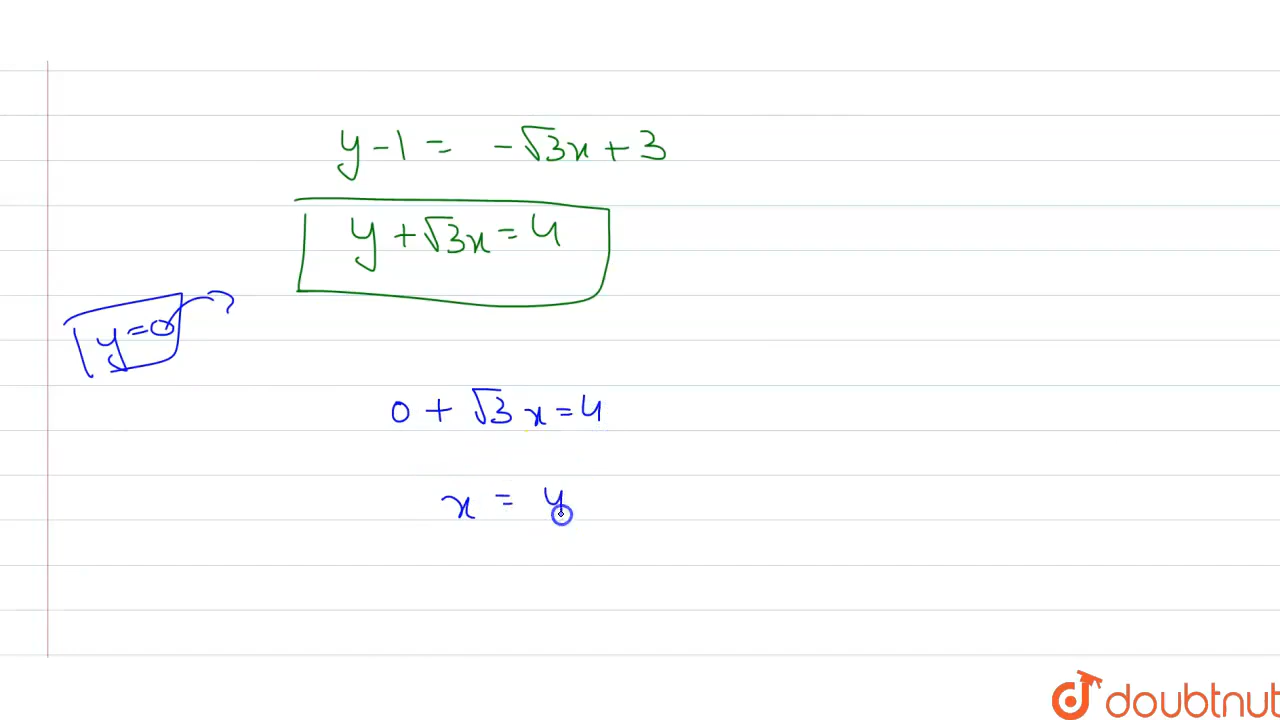 y - 1 = - √3x + 3
y + √3x = 4
y = 0
0 + √3 x = 4
x = 4
doubtnut